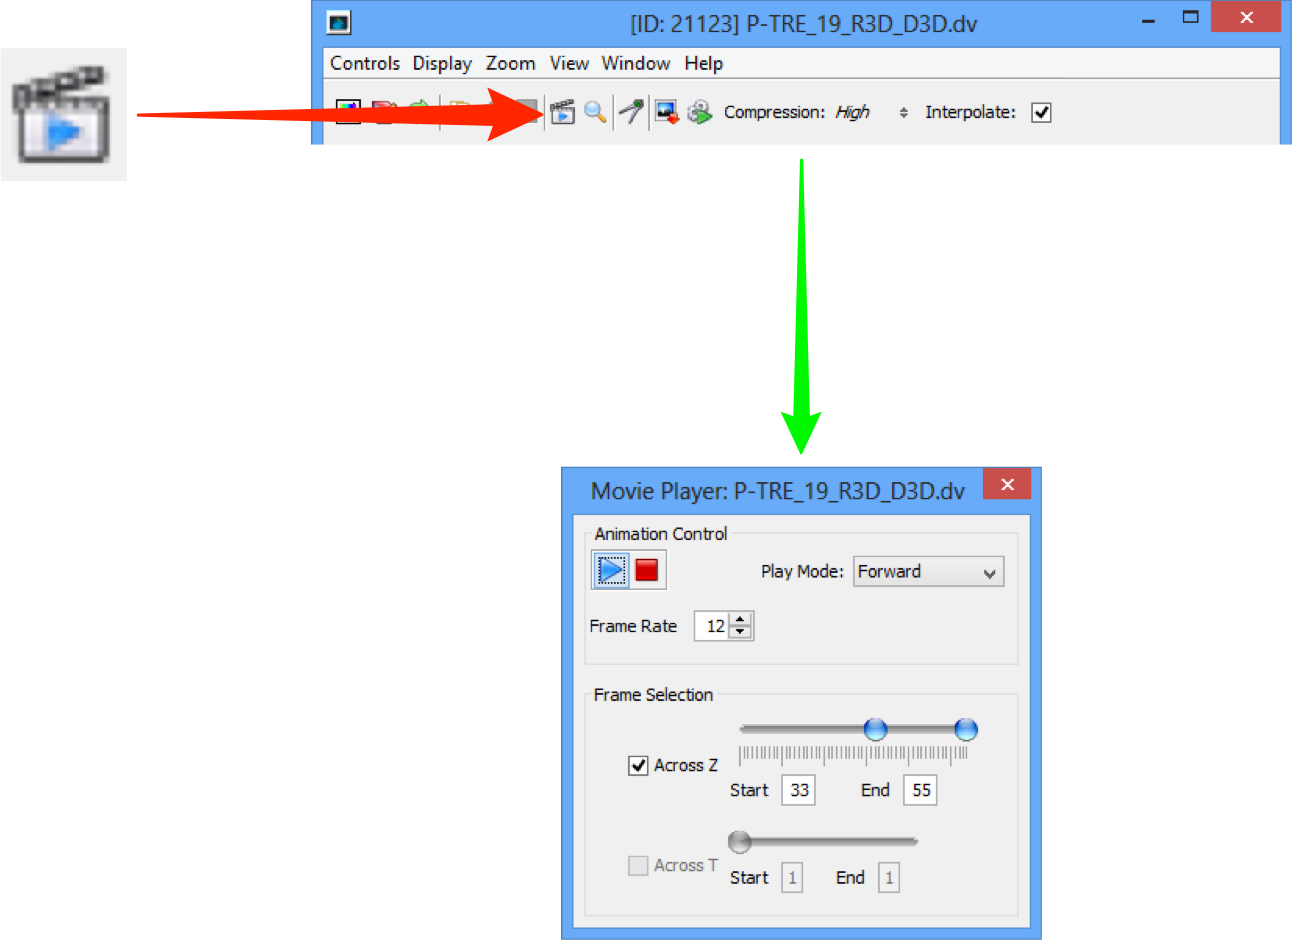 [ID: 21123] P-TRE_19_R3D_D3D.dv
Controls Display Zoom View Window Help
Compression: High Interpolate:
Movie Player: P-TRE_19_R3D_D3D.dv
Animation Control
Play Mode: Forward
Frame Rate 12
Frame Selection
Across Z
Start 33 End 55
Across T
Start 1 End 1